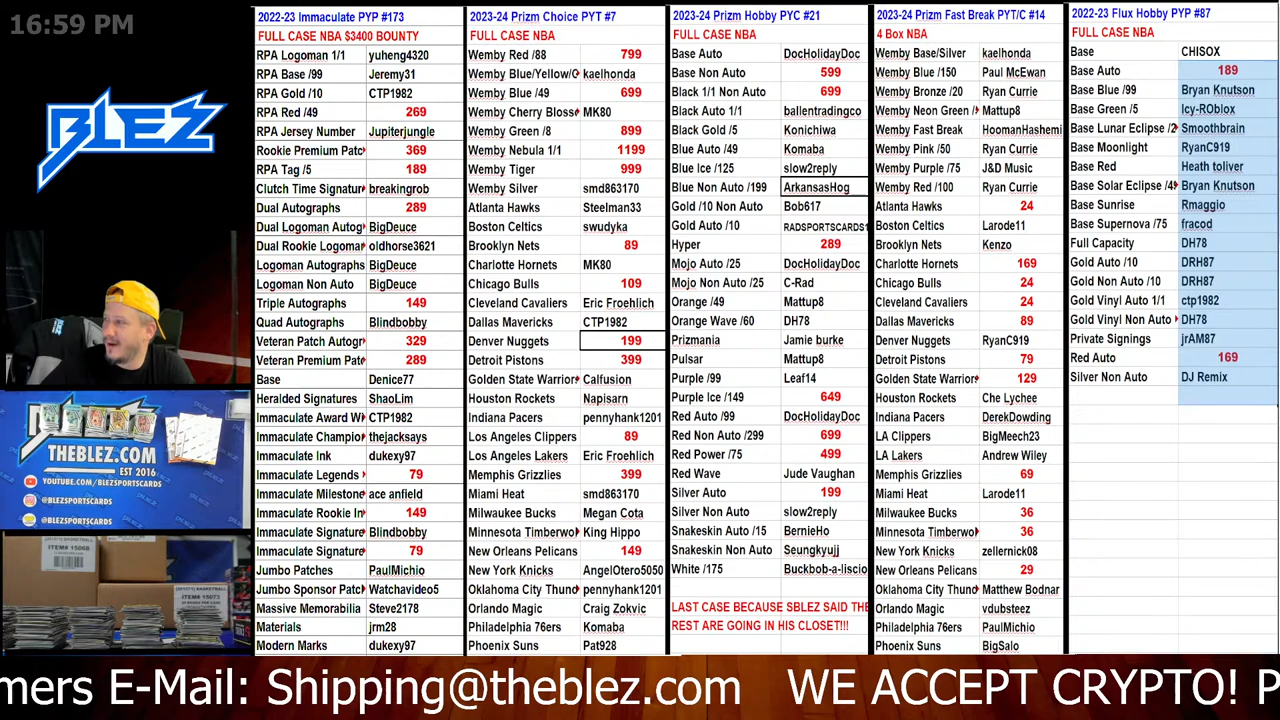 16:59 PM
BLEZ
THEBLEZ.COM
EST 2016
YOUTUBE.COM/BLEZSPORTSCARDS
@BLEZSPORTSCARDS
@BLEZSPORTSCARDS
ITEM# 15068
ITEM# 15073
2022-23 Immaculate PYP #173
FULL CASE NBA $3400 BOUNTY
RPA Logoman 1/1 yuheng4320
RPA Base /99 Jeremy31
RPA Gold /10 CTP1982
RPA Red /49 269
RPA Jersey Number Jupiterjungle
Rookie Premium Patc 369
RPA Tag /5 189
Clutch Time Signatur breakingrob
Dual Autographs 289
Dual Logoman Autog BigDeuce
Dual Rookie Logomar oldhorse3621
Logoman Autographs BigDeuce
Logoman Non Auto BigDeuce
Triple Autographs 149
Quad Autographs Blindbobby
Veteran Patch Autogr 329
Veteran Premium Pate 289
Base Denice77
Heralded Signatures ShaoLim
Immaculate Award W CTP1982
Immaculate Champio thejacksays
Immaculate Ink dukexy97
Immaculate Legends 79
Immaculate Mileston ace anfield
Immaculate Rookie In 149
Immaculate Signature Blindbobby
Immaculate Signature 79
Jumbo Patches PaulMichio
Jumbo Sponsor Patc Watchavideo5
Massive Memorabilia Steve2178
Materials jrm28
Modern Marks dukexy97
2023-24 Prizm Choice PYT #7
FULL CASE NBA
Wemby Red /88 799
Wemby Blue/Yellow/G kaelhonda
Wemby Blue /49 699
Wemby Cherry Bloss MK80
Wemby Green /8 899
Wemby Nebula 1/1 1199
Wemby Tiger 999
Wemby Silver smd863170
Atlanta Hawks Steelman33
Boston Celtics swudyka
Brooklyn Nets 89
Charlotte Hornets MK80
Chicago Bulls 109
Cleveland Cavaliers Eric Froehlich
Dallas Mavericks CTP1982
Denver Nuggets 199
Detroit Pistons 399
Golden State Warrior Calfusion
Houston Rockets Napisarn
Indiana Pacers pennyhank1201
Los Angeles Clippers 89
Los Angeles Lakers Eric Froehlich
Memphis Grizzlies 399
Miami Heat smd863170
Milwaukee Bucks Megan Cota
Minnesota Timberwo King Hippo
New Orleans Pelicans 149
New York Knicks AngelOtero5050
Oklahoma City Thund pennyhank1201
Orlando Magic Craig Zokvic
Philadelphia 76ers Komaba
Phoenix Suns Pat928
2023-24 Prizm Hobby PYC #21
FULL CASE NBA
Base Auto DocHolidayDoc
Base Non Auto 599
Black 1/1 Non Auto 699
Black Auto 1/1 ballentradingco
Black Gold /5 Konichiwa
Blue Auto /49 Komaba
Blue Ice /125 slow2reply
Blue Non Auto /199 ArkansasHog
Gold /10 Non Auto Bob617
Gold Auto /10 RADSPORTSCARDS1
Hyper 289
Mojo Auto /25 DocHolidayDoc
Mojo Non Auto /25 C-Rad
Orange /49 Mattup8
Orange Wave /60 DH78
Prizmania Jamie burke
Pulsar Mattup8
Purple /99 Leaf14
Purple Ice /149 649
Red Auto /99 DocHolidayDoc
Red Non Auto /299 699
Red Power /75 499
Red Wave Jude Vaughan
Silver Auto 199
Silver Non Auto slow2reply
Snakeskin Auto /15 BernieHo
Snakeskin Non Auto Seungkyujj
White /175 Buckbob-a-liscio
LAST CASE BECAUSE SBLEZ SAID THE
REST ARE GOING IN HIS CLOSET!!!
2023-24 Prizm Fast Break PYT/C #14
4 Box NBA
Wemby Base/Silver kaelhonda
Wemby Blue /150 Paul McEwan
Wemby Bronze /20 Ryan Currie
Wemby Neon Green / Mattup8
Wemby Fast Break HoomanHashemi
Wemby Pink /50 Ryan Currie
Wemby Purple /75 J&D Music
Wemby Red /100 Ryan Currie
Atlanta Hawks 24
Boston Celtics Larode11
Brooklyn Nets Kenzo
Charlotte Hornets 169
Chicago Bulls 24
Cleveland Cavaliers 24
Dallas Mavericks 89
Denver Nuggets RyanC919
Detroit Pistons 79
Golden State Warrior 129
Houston Rockets Che Lychee
Indiana Pacers DerekDowding
LA Clippers BigMeech23
LA Lakers Andrew Wiley
Memphis Grizzlies 69
Miami Heat Larode11
Milwaukee Bucks 36
Minnesota Timberwo 36
New York Knicks zellernick08
New Orleans Pelicans 29
Oklahoma City Thund Matthew Bodnar
Orlando Magic vdubsteez
Philadelphia 76ers PaulMichio
Phoenix Suns BigSalo
2022-23 Flux Hobby PYP #87
FULL CASE NBA
Base CHISOX
Base Auto 189
Base Blue /99 Bryan Knutson
Base Green /5 Icy-ROblox
Base Lunar Eclipse /2 Smoothbrain
Base Moonlight RyanC919
Base Red Heath toliver
Base Solar Eclipse /49 Bryan Knutson
Base Sunrise Rmaggio
Base Supernova /75 fracod
Full Capacity DH78
Gold Auto /10 DRH87
Gold Non Auto /10 DRH87
Gold Vinyl Auto 1/1 ctp1982
Gold Vinyl Non Auto DH78
Private Signings jrAM87
Red Auto 169
Silver Non Auto DJ Remix
mers E-Mail: Shipping@theblez.com WE ACCEPT CRYPTO! P